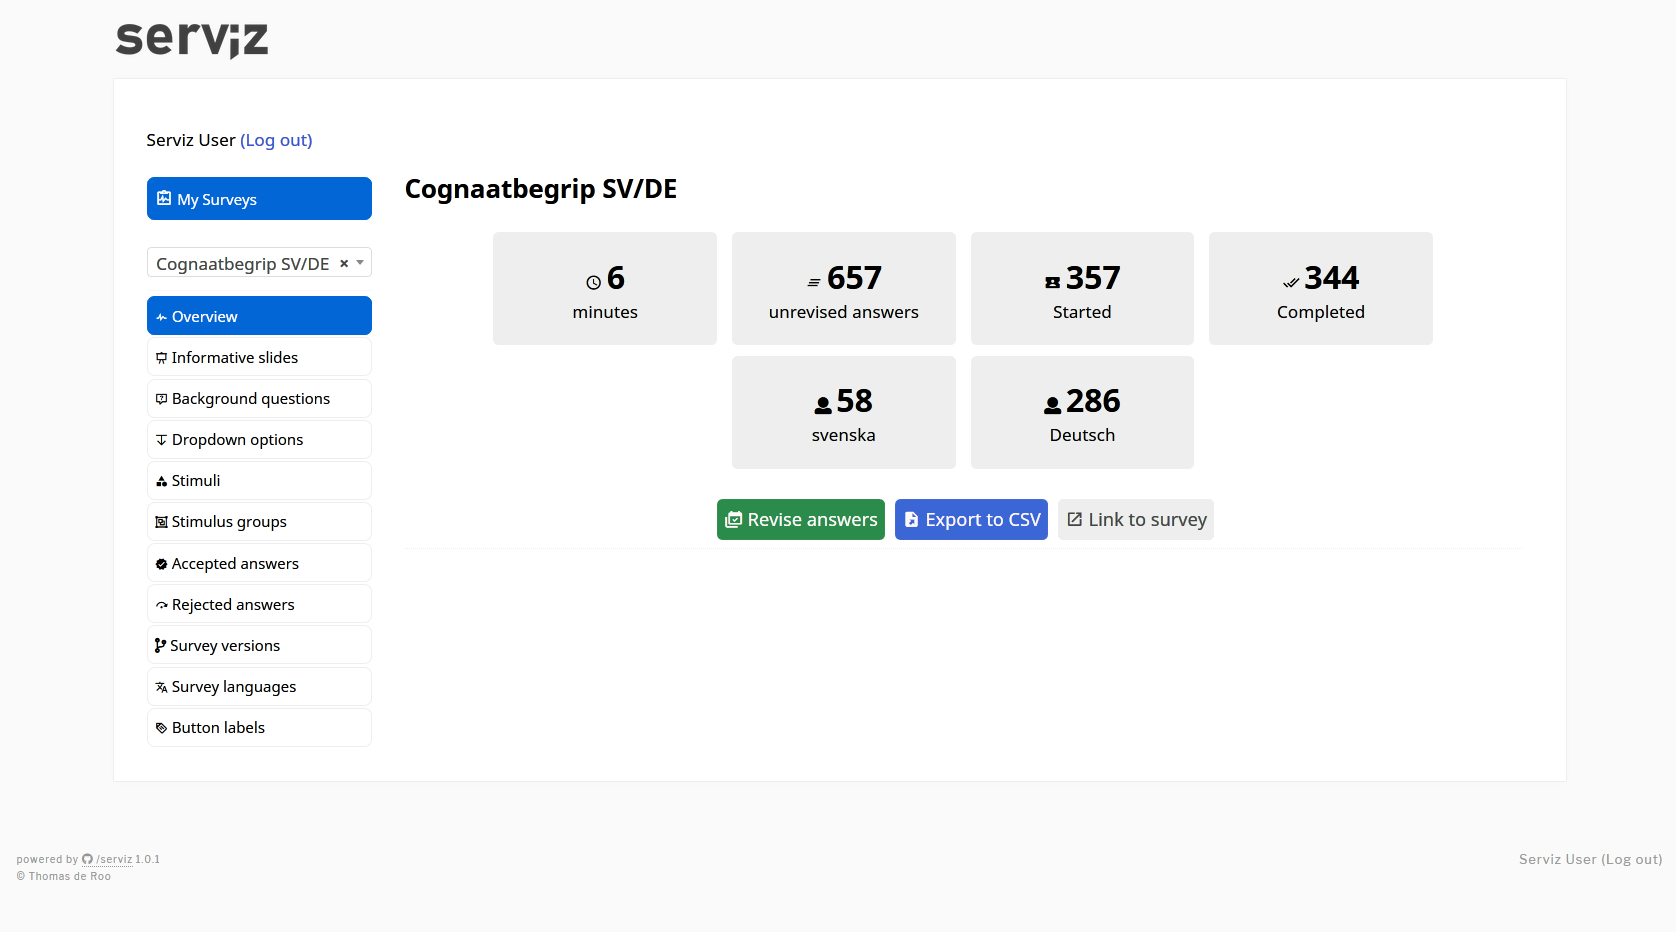 serviz
Serviz User (Log out)
My Surveys
Cognaatbegrip SV/DE ×
Overview
Informative slides
Background questions
Dropdown options
Stimuli
Stimulus groups
Accepted answers
Rejected answers
Survey versions
Survey languages
Button labels
Cognaatbegrip SV/DE
6
minutes
657
unrevised answers
357
Started
344
Completed
58
svenska
286
Deutsch
Revise answers
Export to CSV
Link to survey
powered by /serviz 1.0.1
© Thomas de Roo
Serviz User (Log out)